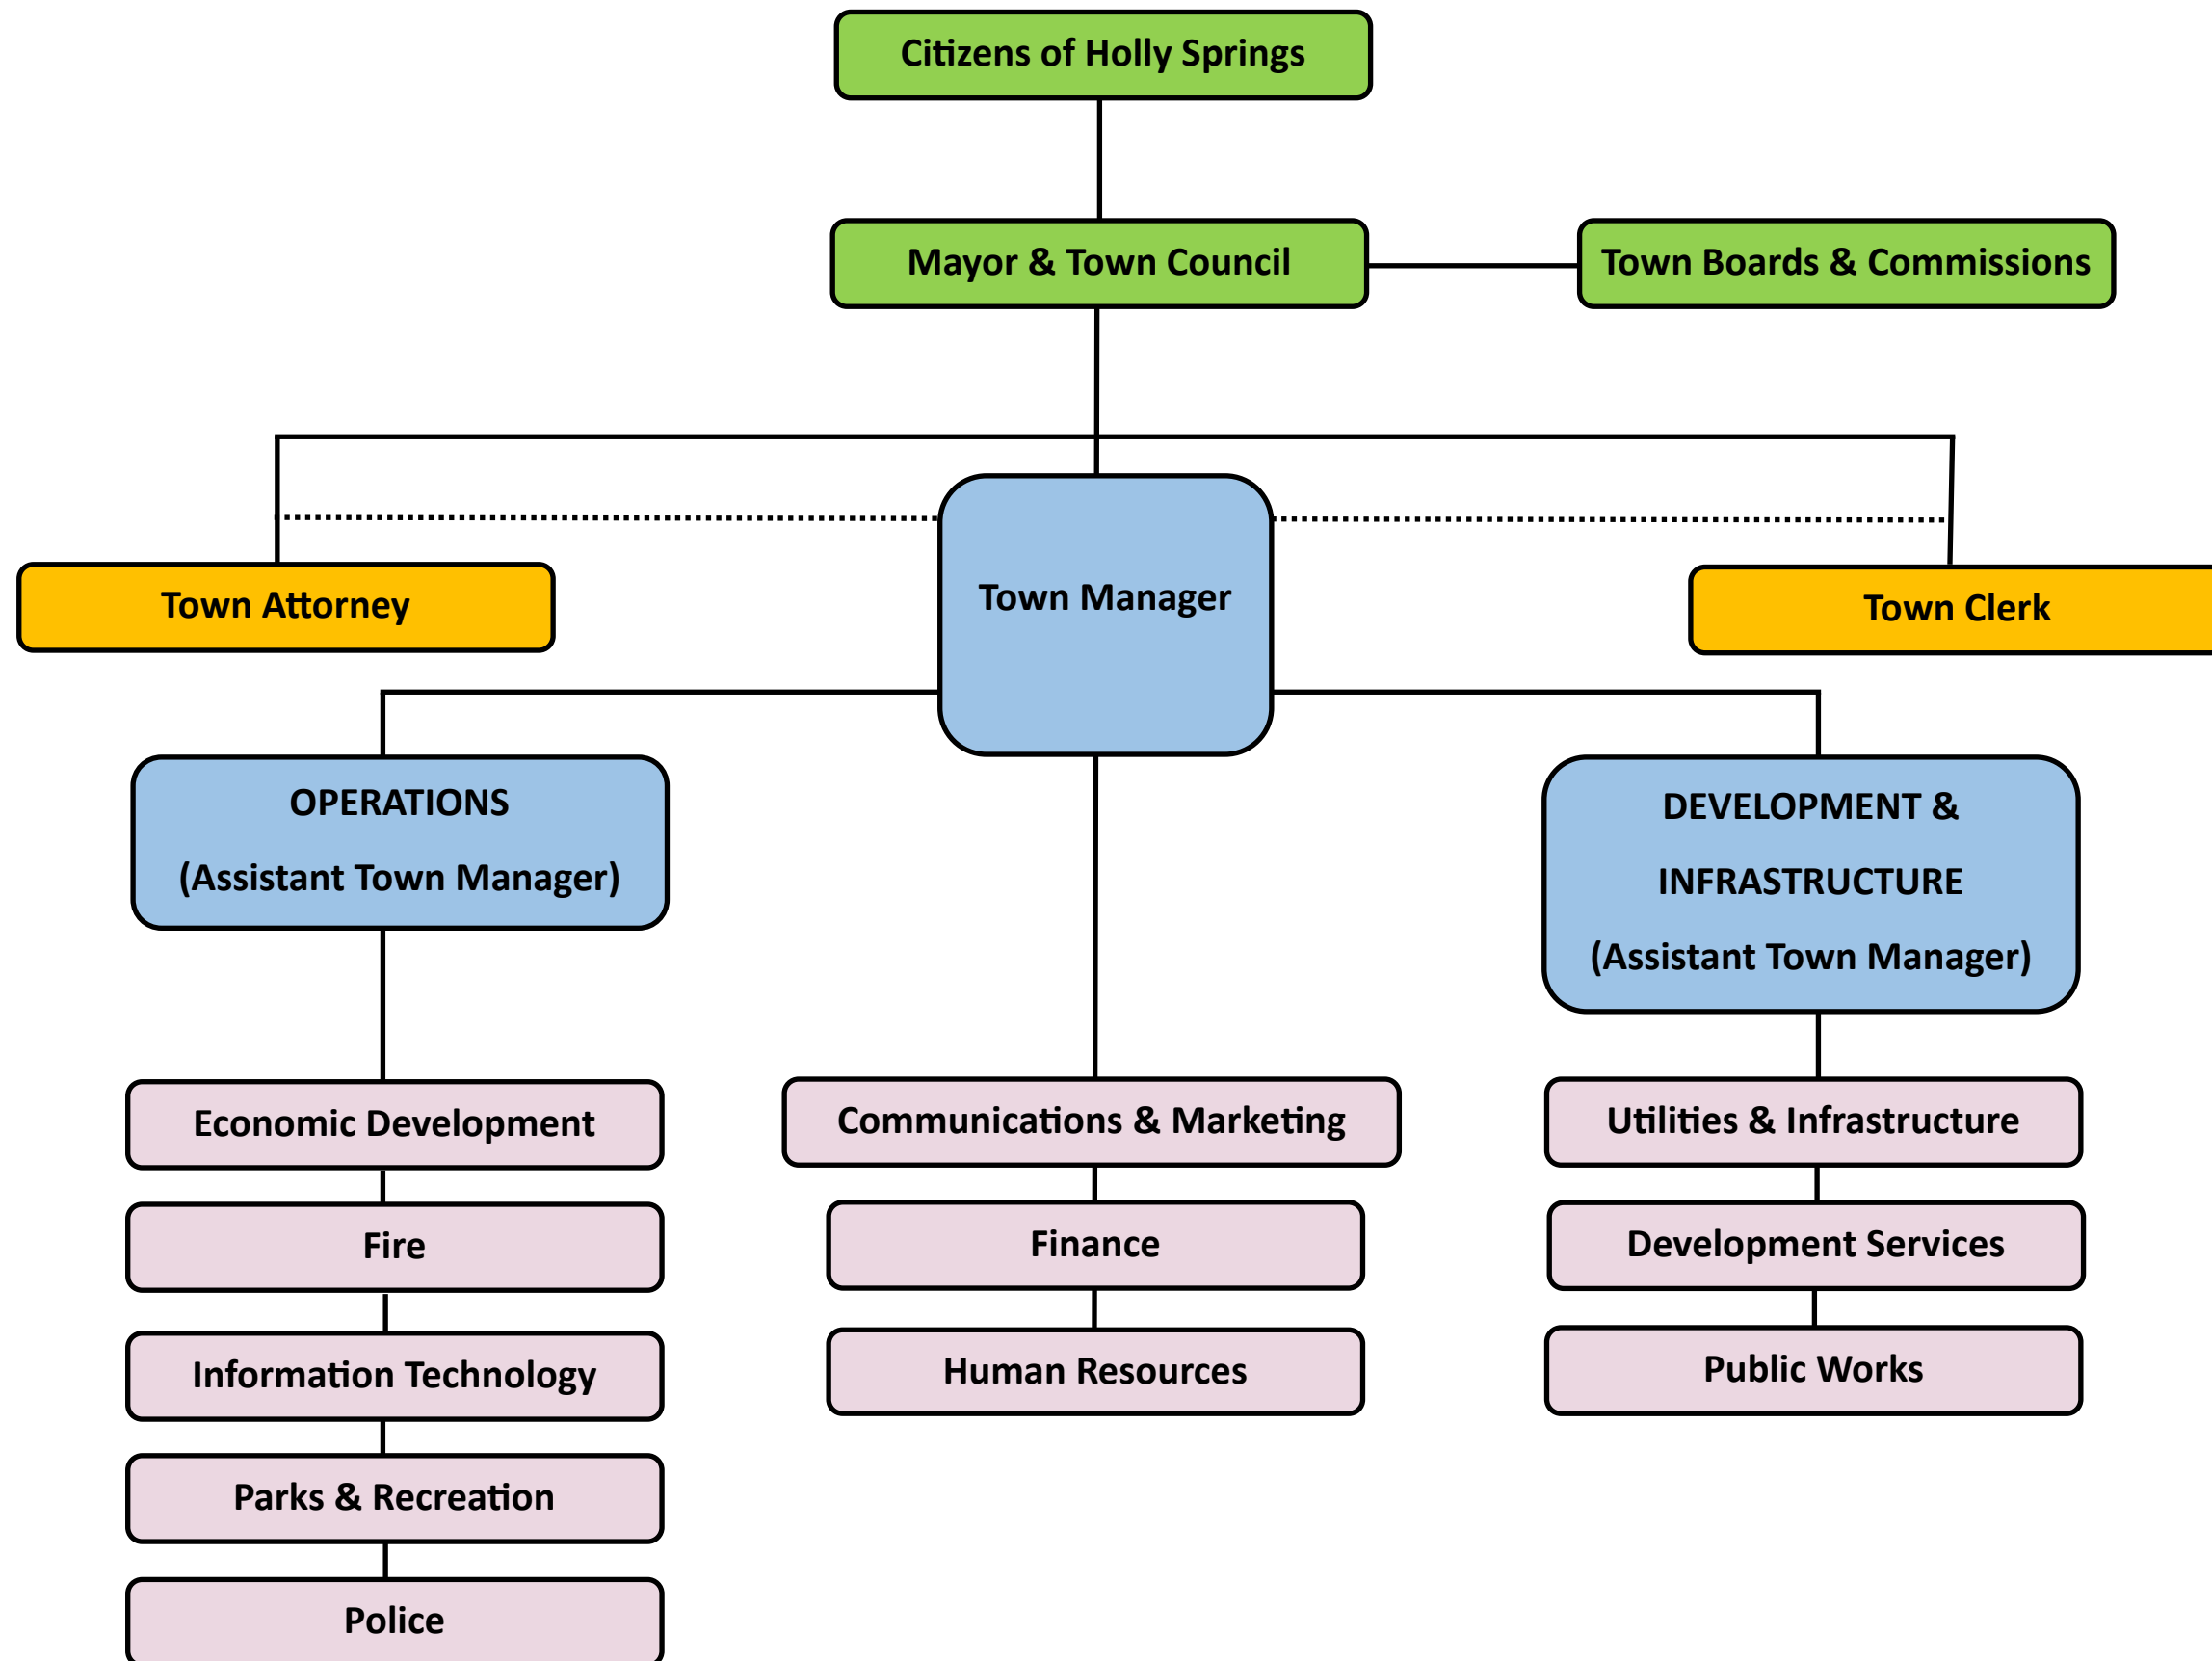 Citizens of Holly Springs
Mayor & Town Council
Town Boards & Commissions
Town Manager
Town Attorney
Town Clerk
OPERATIONS
(Assistant Town Manager)
DEVELOPMENT &
INFRASTRUCTURE
(Assistant Town Manager)
Economic Development
Fire
Information Technology
Parks & Recreation
Police
Communications & Marketing
Finance
Human Resources
Utilities & Infrastructure
Development Services
Public Works